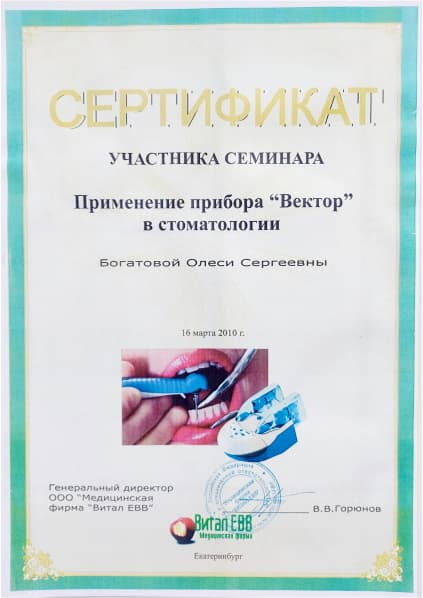 СЕРТИФИКАТ
УЧАСТНИКА СЕМИНАРА
Применение прибора “Вектор”
в стоматологии
Богатовой Олеси Сергеевны
16 марта 2010 г.
Генеральный директор
ООО “Медицинская
фирма “Витал ЕВВ”
В.В.Горюнов
Витал ЕВВ
Медицинская фирма
Екатеринбург